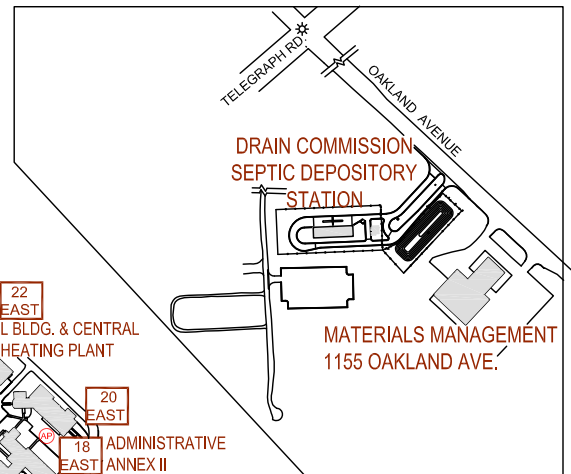 TELEGRAPH RD.
OAKLAND AVENUE
DRAIN COMMISSION
SEPTIC DEPOSITORY
STATION
MATERIALS MANAGEMENT
1155 OAKLAND AVE.
22
EAST
L BLDG. & CENTRAL
HEATING PLANT
20
EAST
AP
18
EAST
ADMINISTRATIVE
ANNEX II